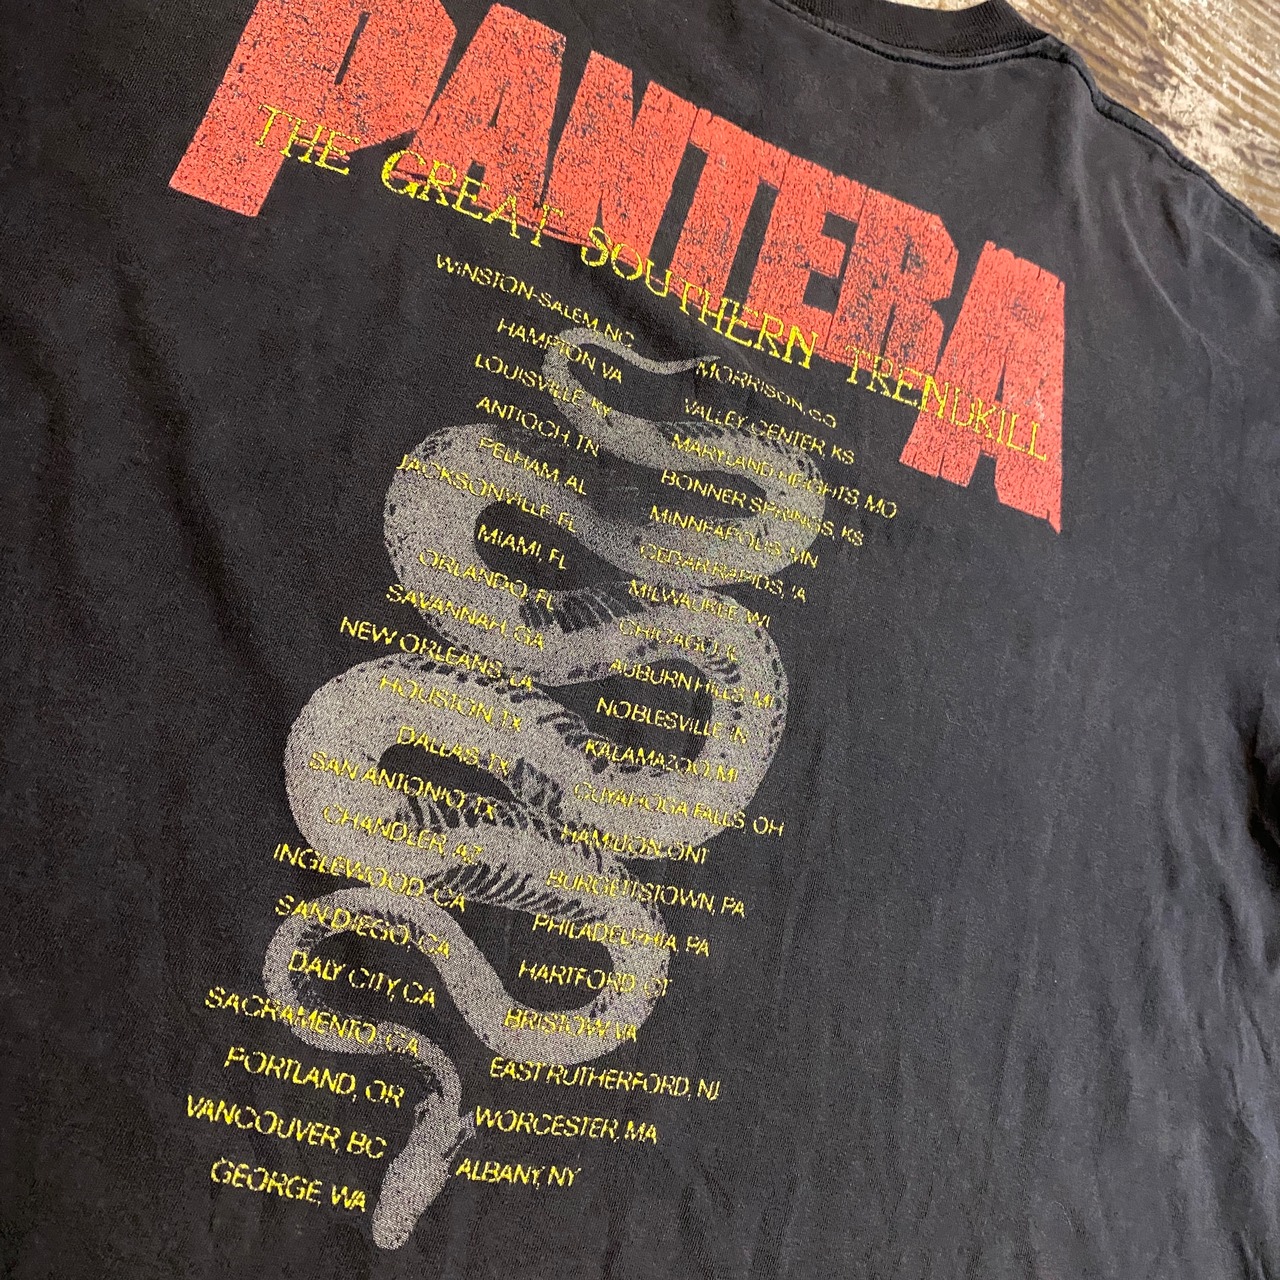 PANTERA
THE GREAT SOUTHERN TRENDKILL
WINSTON-SALEM, NC
HAMPTON VA
LOUISVILLE, KY
ANTIOCH, TN
PELHAM, AL
JACKSONVILLE, FL
MIAMI, FL
ORLANDO, FL
SAVANNAH, GA
NEW ORLEANS, LA
HOUSTON, TX
DALLAS, TX
SAN ANTONIO, TX
CHANDLER, AZ
INGLEWOOD, CA
SAN DIEGO, CA
DALY CITY, CA
SACRAMENTO, CA
PORTLAND, OR
VANCOUVER, BC
GEORGE, WA
MORRISON, CO
VALLEY CENTER, KS
MARYLAND HEIGHTS, MO
BONNER SPRINGS, KS
MINNEAPOLIS, MN
CEDAR RAPIDS, IA
MILWAUKEE, WI
CHICAGO, IL
AUBURN HILLS, MI
NOBLESVILLE, IN
KALAMAZOO, MI
CUYAHOGA FALLS, OH
HAMILTON, ONT
BURGETTSTOWN, PA
PHILADELPHIA, PA
HARTFORD, CT
BRISTOW, VA
EAST RUTHERFORD, NJ
WORCESTER, MA
ALBANY, NY